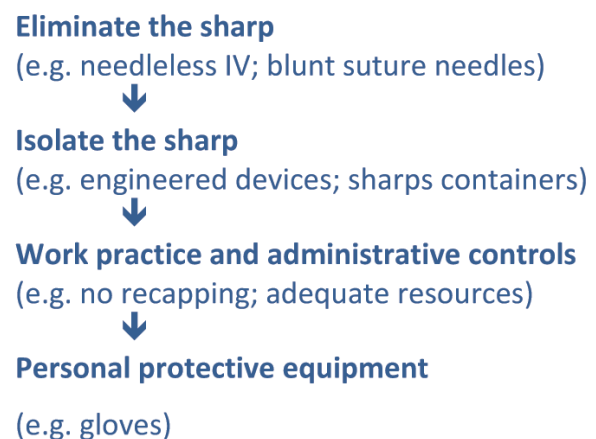 Eliminate the sharp
(e.g. needleless IV; blunt suture needles)
Isolate the sharp
(e.g. engineered devices; sharps containers)
Work practice and administrative controls
(e.g. no recapping; adequate resources)
Personal protective equipment
(e.g. gloves)